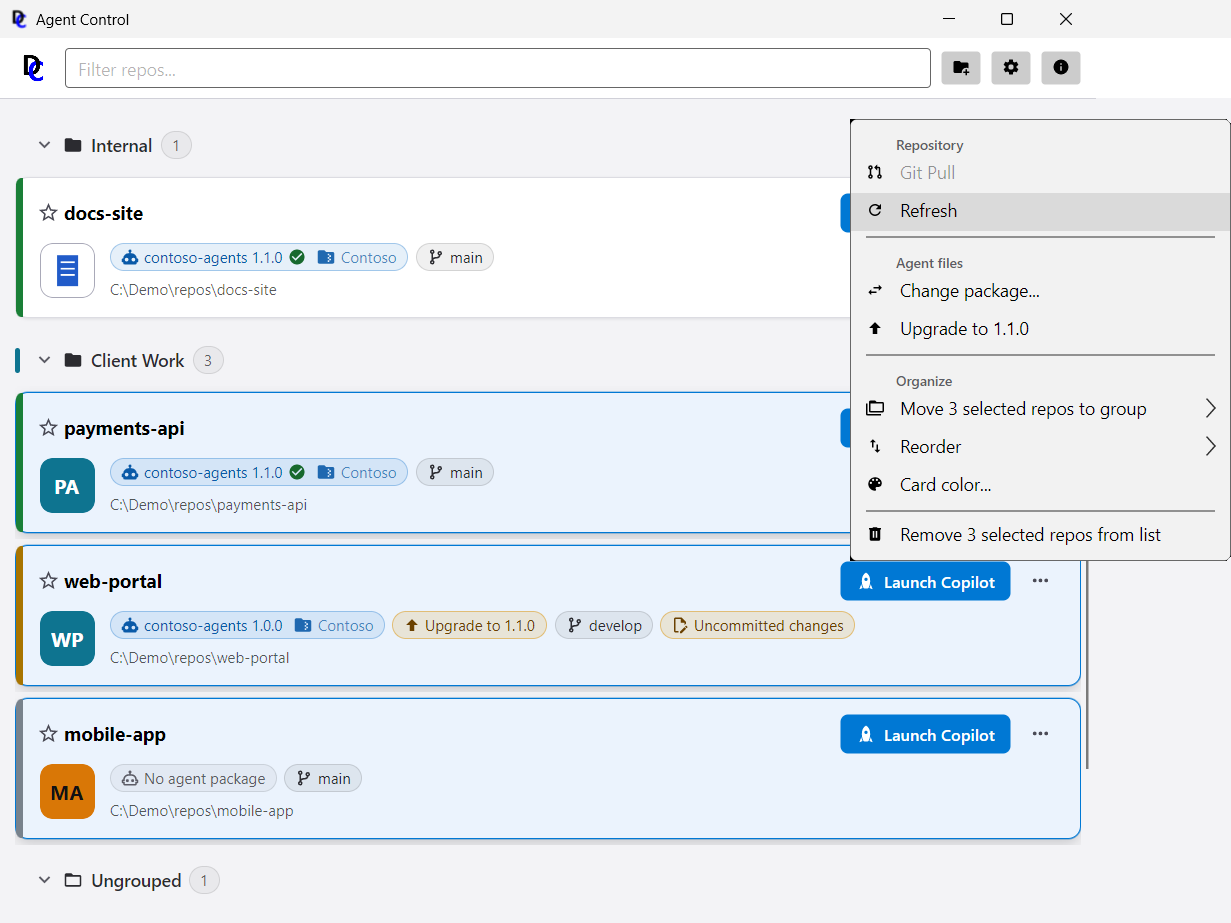 Agent Control
Filter repos...
Internal 1
docs-site
contoso-agents 1.1.0 Contoso main
C:\Demo\repos\docs-site
Client Work 3
payments-api
PA
contoso-agents 1.1.0 Contoso main
C:\Demo\repos\payments-api
web-portal
Launch Copilot
WP
contoso-agents 1.0.0 Contoso Upgrade to 1.1.0 develop Uncommitted changes
C:\Demo\repos\web-portal
mobile-app
Launch Copilot
MA
No agent package main
C:\Demo\repos\mobile-app
Ungrouped 1
Repository
Git Pull
Refresh
Agent files
Change package...
Upgrade to 1.1.0
Organize
Move 3 selected repos to group
Reorder
Card color...
Remove 3 selected repos from list